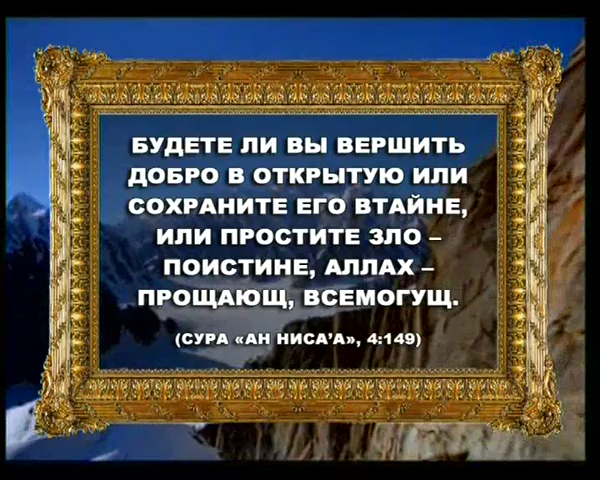 БУДЕТЕ ЛИ ВЫ ВЕРШИТЬ
ДОБРО В ОТКРЫТУЮ ИЛИ
СОХРАНИТЕ ЕГО ВТАЙНЕ,
ИЛИ ПРОСТИТЕ ЗЛО –
ПОИСТИНЕ, АЛЛАХ –
ПРОЩАЮЩ, ВСЕМОГУЩ.
(СУРА «АН НИСА’А», 4:149)